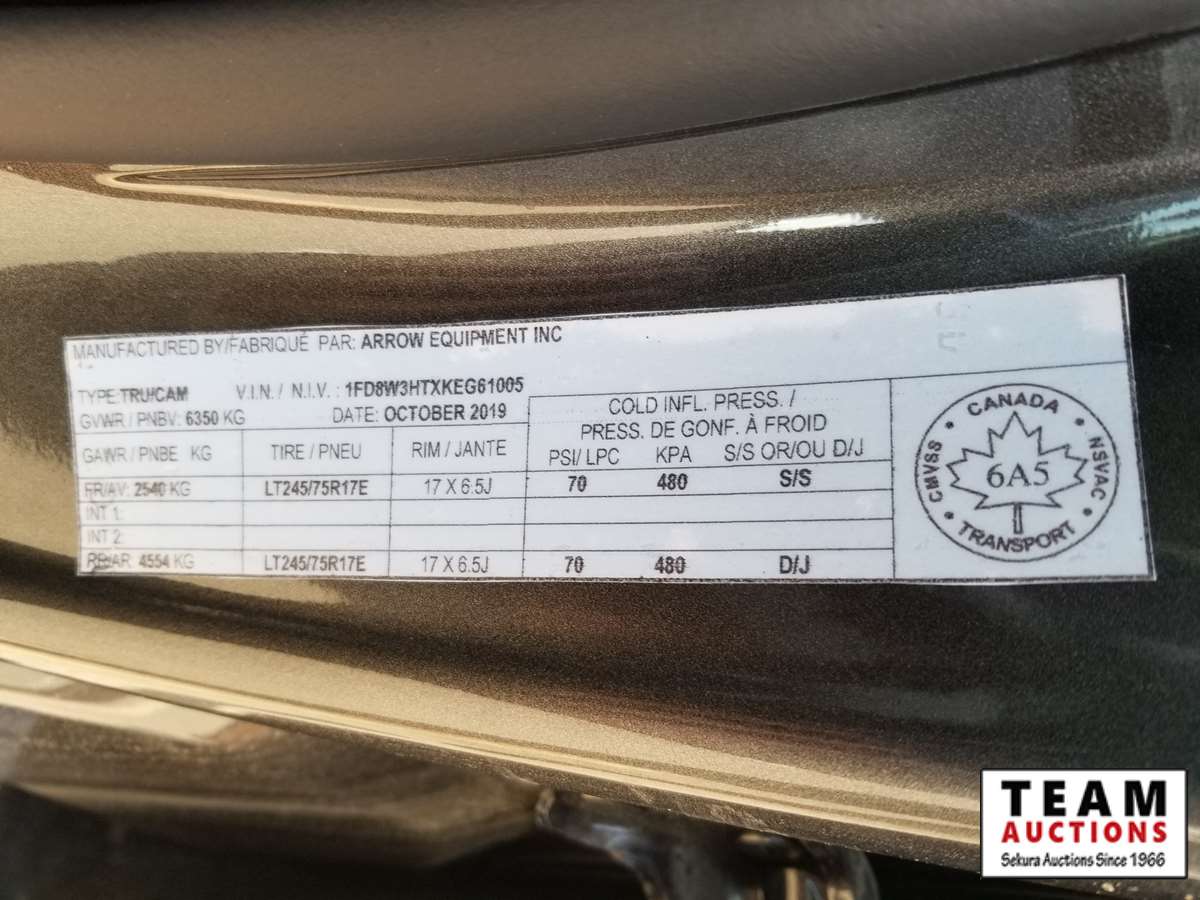 MANUFACTURED BY/FABRIQUÉ PAR: ARROW EQUIPMENT INC
TYPE: TRU/CAM V.I.N./ N.I.V.: 1FD8W3HTXKEG61005
GVWR / PNBV: 6350 KG DATE: OCTOBER 2019
COLD INFL. PRESS. /
PRESS. DE GONF. À FROID
GAWR / PNBE KG TIRE / PNEU RIM / JANTE PSI/ LPC KPA S/S OR/OU D/J
FR/AV: 2540 KG LT245/75R17E 17 X 6.5J 70 480 S/S
INT 1:
INT 2:
RR/AR: 4554 KG LT245/75R17E 17 X 6.5J 70 480 D/J
CANADA
CMVSS 6A5 NSVAC
TRANSPORT
TEAM
AUCTIONS
Sekura Auctions Since 1966